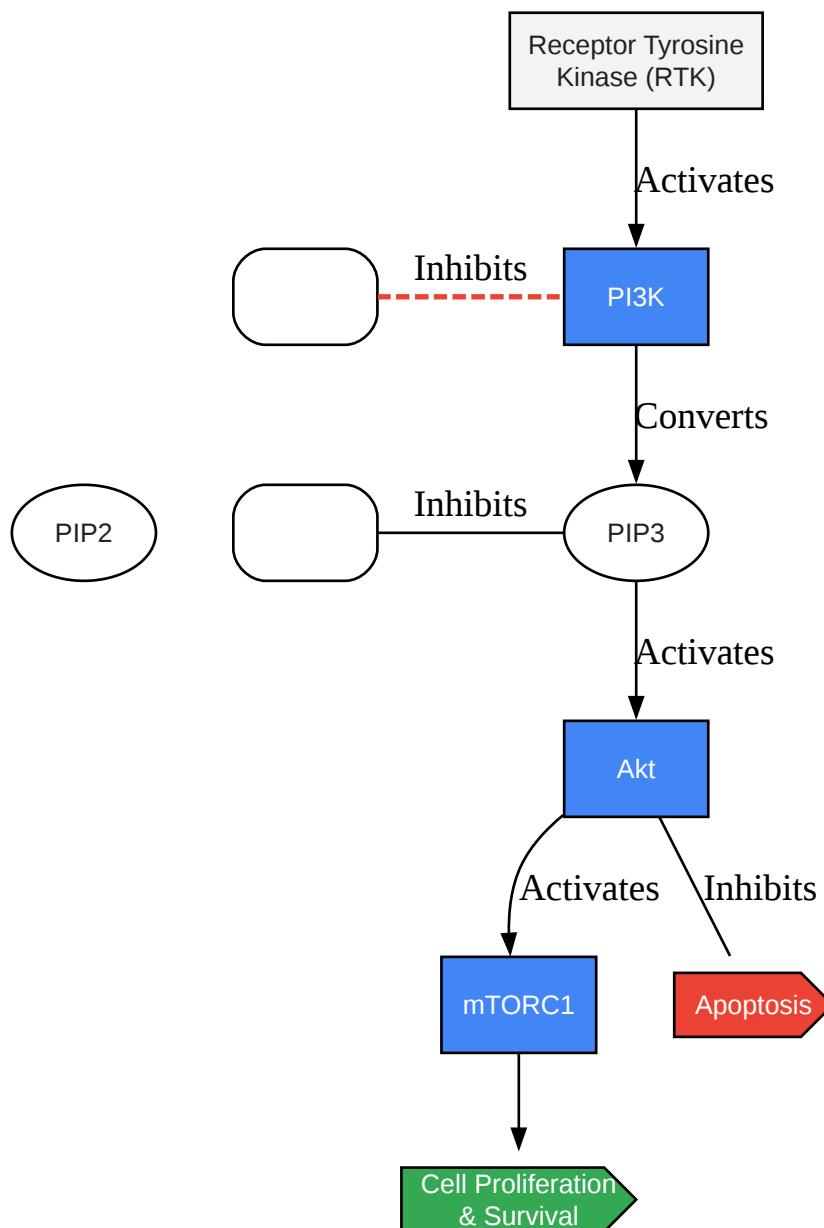 Receptor Tyrosine
Kinase (RTK)
Activates
Inhibits
PI3K
Converts
PIP2
Inhibits
PIP3
Activates
Akt
Activates
Inhibits
mTORC1
Apoptosis
Cell Proliferation
& Survival